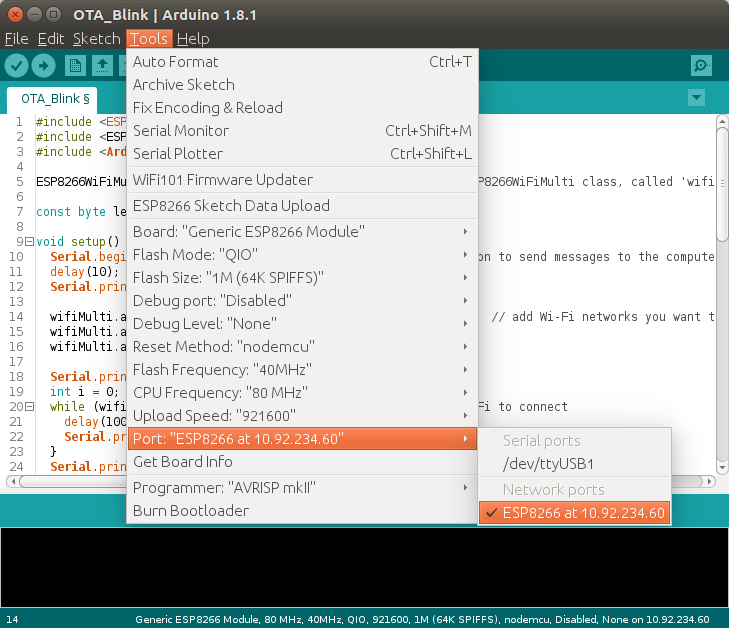 OTA_Blink | Arduino 1.8.1
File Edit Sketch Tools Help
OTA_Blink §
Auto Format Ctrl+T
Archive Sketch
Fix Encoding & Reload
Serial Monitor Ctrl+Shift+M
Serial Plotter Ctrl+Shift+L
WiFi101 Firmware Updater
ESP8266 Sketch Data Upload
Board: "Generic ESP8266 Module"
Flash Mode: "QIO"
Flash Size: "1M (64K SPIFFS)"
Debug port: "Disabled"
Debug Level: "None"
Reset Method: "nodemcu"
Flash Frequency: "40MHz"
CPU Frequency: "80 MHz"
Upload Speed: "921600"
Port: "ESP8266 at 10.92.234.60"
Get Board Info
Programmer: "AVRISP mkII"
Burn Bootloader
Serial ports
/dev/ttyUSB1
Network ports
ESP8266 at 10.92.234.60
1 #include <ESP
2 #include <ESP
3 #include <Ard
4
5 ESP8266WiFiMu P8266WiFiMulti class, called 'wifi
6
7 const byte le
8
9 void setup()
10 Serial.begi on to send messages to the compute
11 delay(10);
12 Serial.prin
13
14 wifiMulti.a // add Wi-Fi networks you want t
15 wifiMulti.a
16 wifiMulti.a
17
18 Serial.prin
19 int i = 0;
20 while (wifi Fi to connect
21 delay(100
22 Serial.pr
23 }
24 Serial.prin
14 Generic ESP8266 Module, 80 MHz, 40MHz, QIO, 921600, 1M (64K SPIFFS), nodemcu, Disabled, None on 10.92.234.60